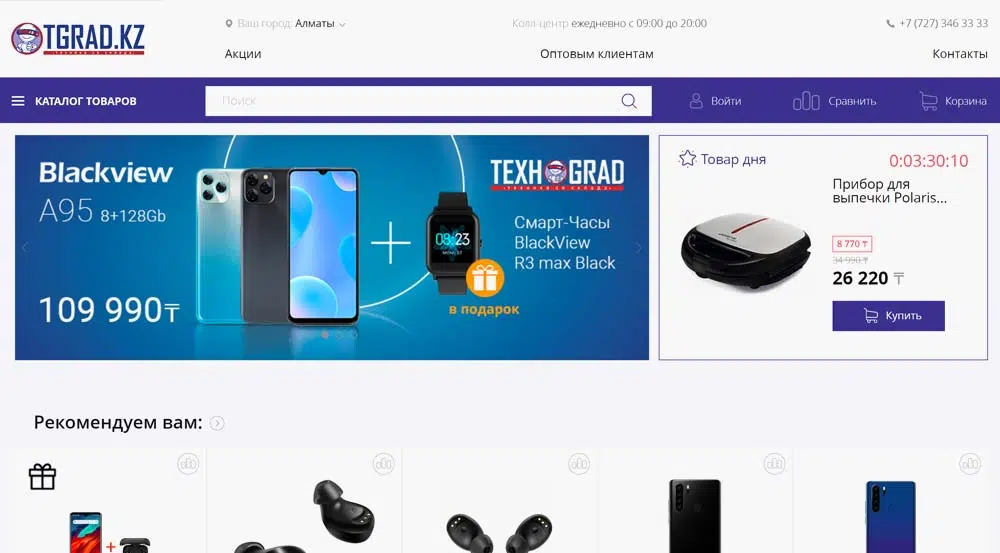 TGRAD.KZ
ТЕХНИКА СО СКЛАДА
Ваш город: Алматы
Колл-центр ежедневно с 09:00 до 20:00
+7 (727) 346 33 33
Акции
Оптовым клиентам
Контакты
КАТАЛОГ ТОВАРОВ
Поиск
Войти
Сравнить
Корзина
Blackview
A95 8+128Gb
109 990₸
ТЕХНGRAD
ТЕХНИКА СО СКЛАДА
08:23
Смарт-Часы
BlackView
R3 max Black
в подарок
Товар дня
0:03:30:10
Прибор для
выпечки Polaris...
8 770 ₸
34 990 ₸
26 220 ₸
Купить
Рекомендуем вам: